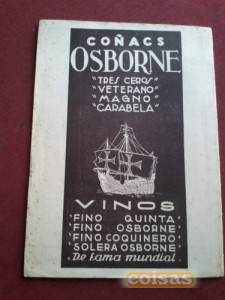 COÑACS
OSBORNE
"TRES CEROS"
"VETERANO"
"MAGNO"
"CARABELA"
VINOS
"FINO QUINTA"
"FINO OSBORNE"
"FINO COQUINERO"
"SOLERA OSBORNE"
De fama mundial
coisas